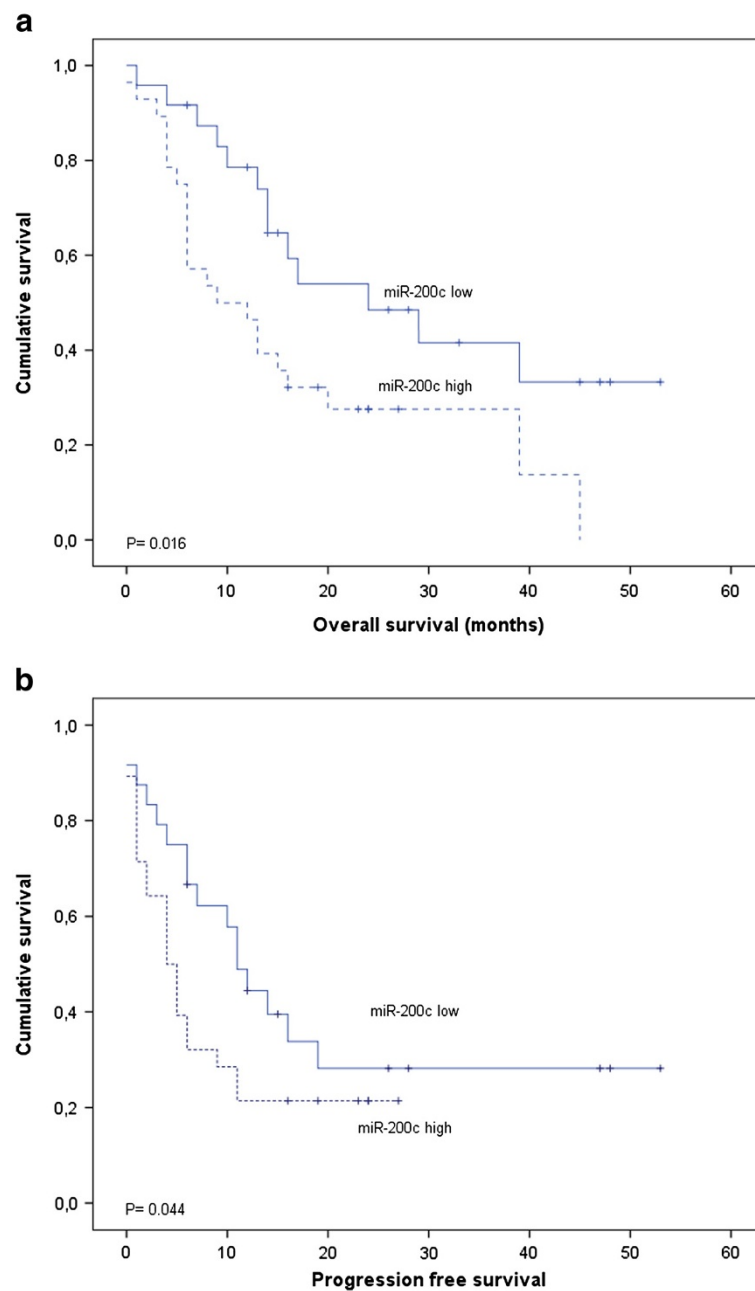 a
1,0
0,8
0,6
0,4
0,2
0,0
Cumulative survival
miR-200c low
miR-200c high
P= 0.016
0 10 20 30 40 50 60
Overall survival (months)
b
1,0
0,8
0,6
0,4
0,2
0,0
Cumulative survival
miR-200c low
miR-200c high
P= 0.044
0 10 20 30 40 50 60
Progression free survival